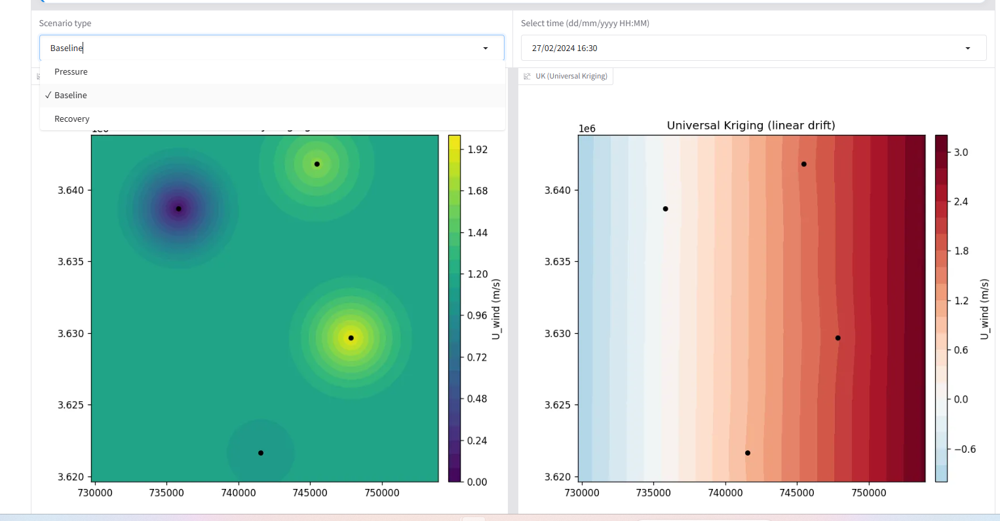 Scenario type
Baseline
Pressure
✓ Baseline
Recovery
1.92
1.68
1.44
1.20
0.96
0.72
0.48
0.24
0.00
U_wind (m/s)
3.640
3.635
3.630
3.625
3.620
730000 735000 740000 745000 750000
Select time (dd/mm/yyyy HH:MM)
27/02/2024 16:30
UK (Universal Kriging)
Universal Kriging (linear drift)
1e6
3.640
3.635
3.630
3.625
3.620
730000 735000 740000 745000 750000
3.0
2.4
1.8
1.2
0.6
0.0
−0.6
U_wind (m/s)